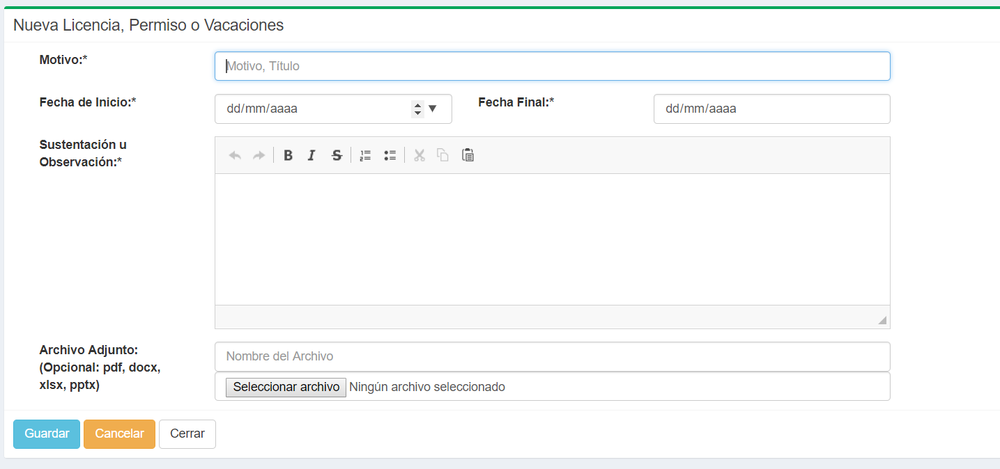 Nueva Licencia, Permiso o Vacaciones
Motivo:*
Motivo, Título
Fecha de Inicio:*
dd/mm/aaaa
Fecha Final:*
dd/mm/aaaa
Sustentación u
Observación:*
B I S
Archivo Adjunto:
(Opcional: pdf, docx,
xlsx, pptx)
Nombre del Archivo
Seleccionar archivo Ningún archivo seleccionado
Guardar Cancelar Cerrar